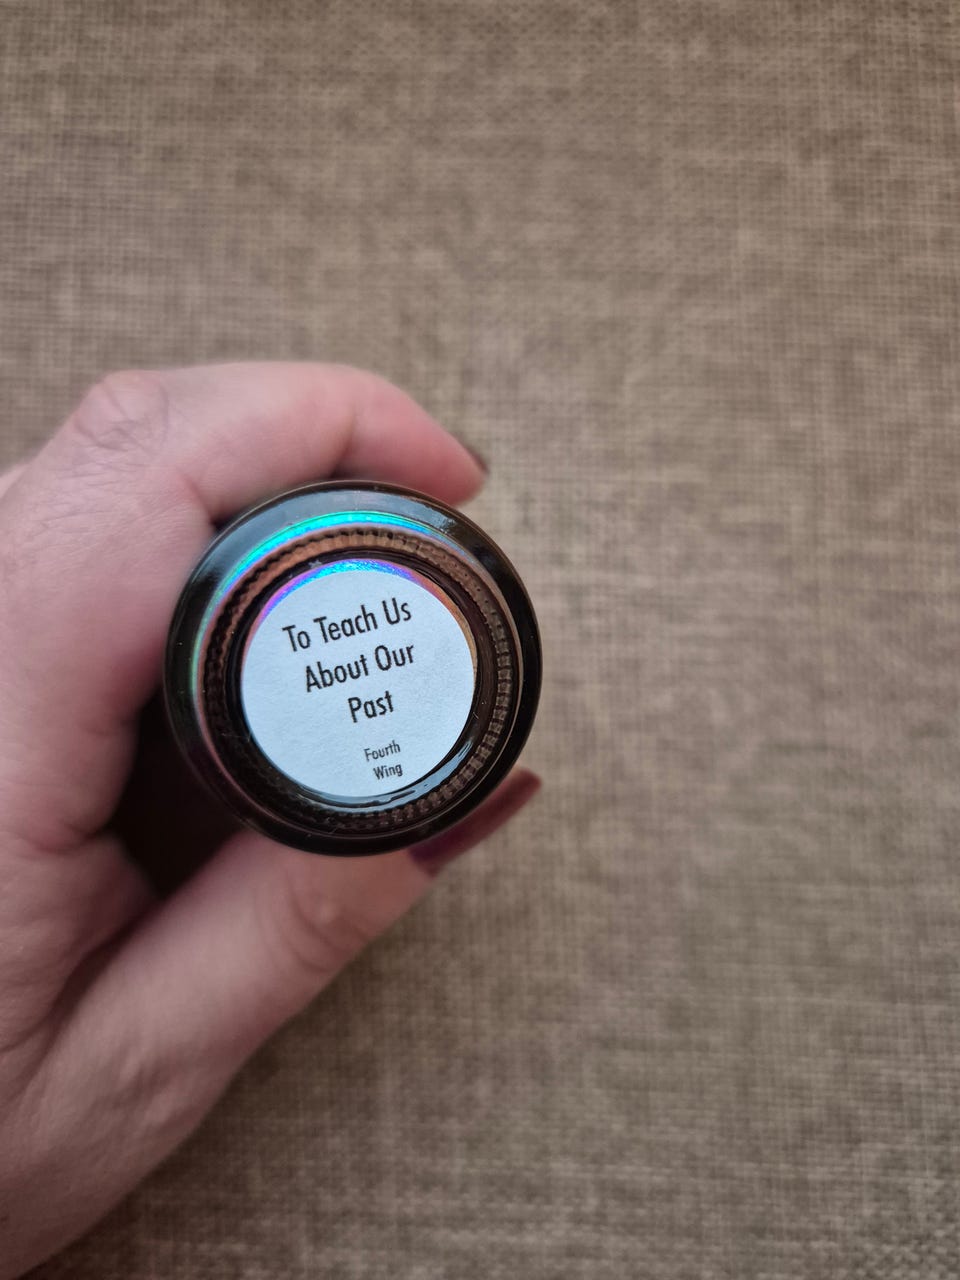 To Teach Us
About Our
Past
Fourth
Wing